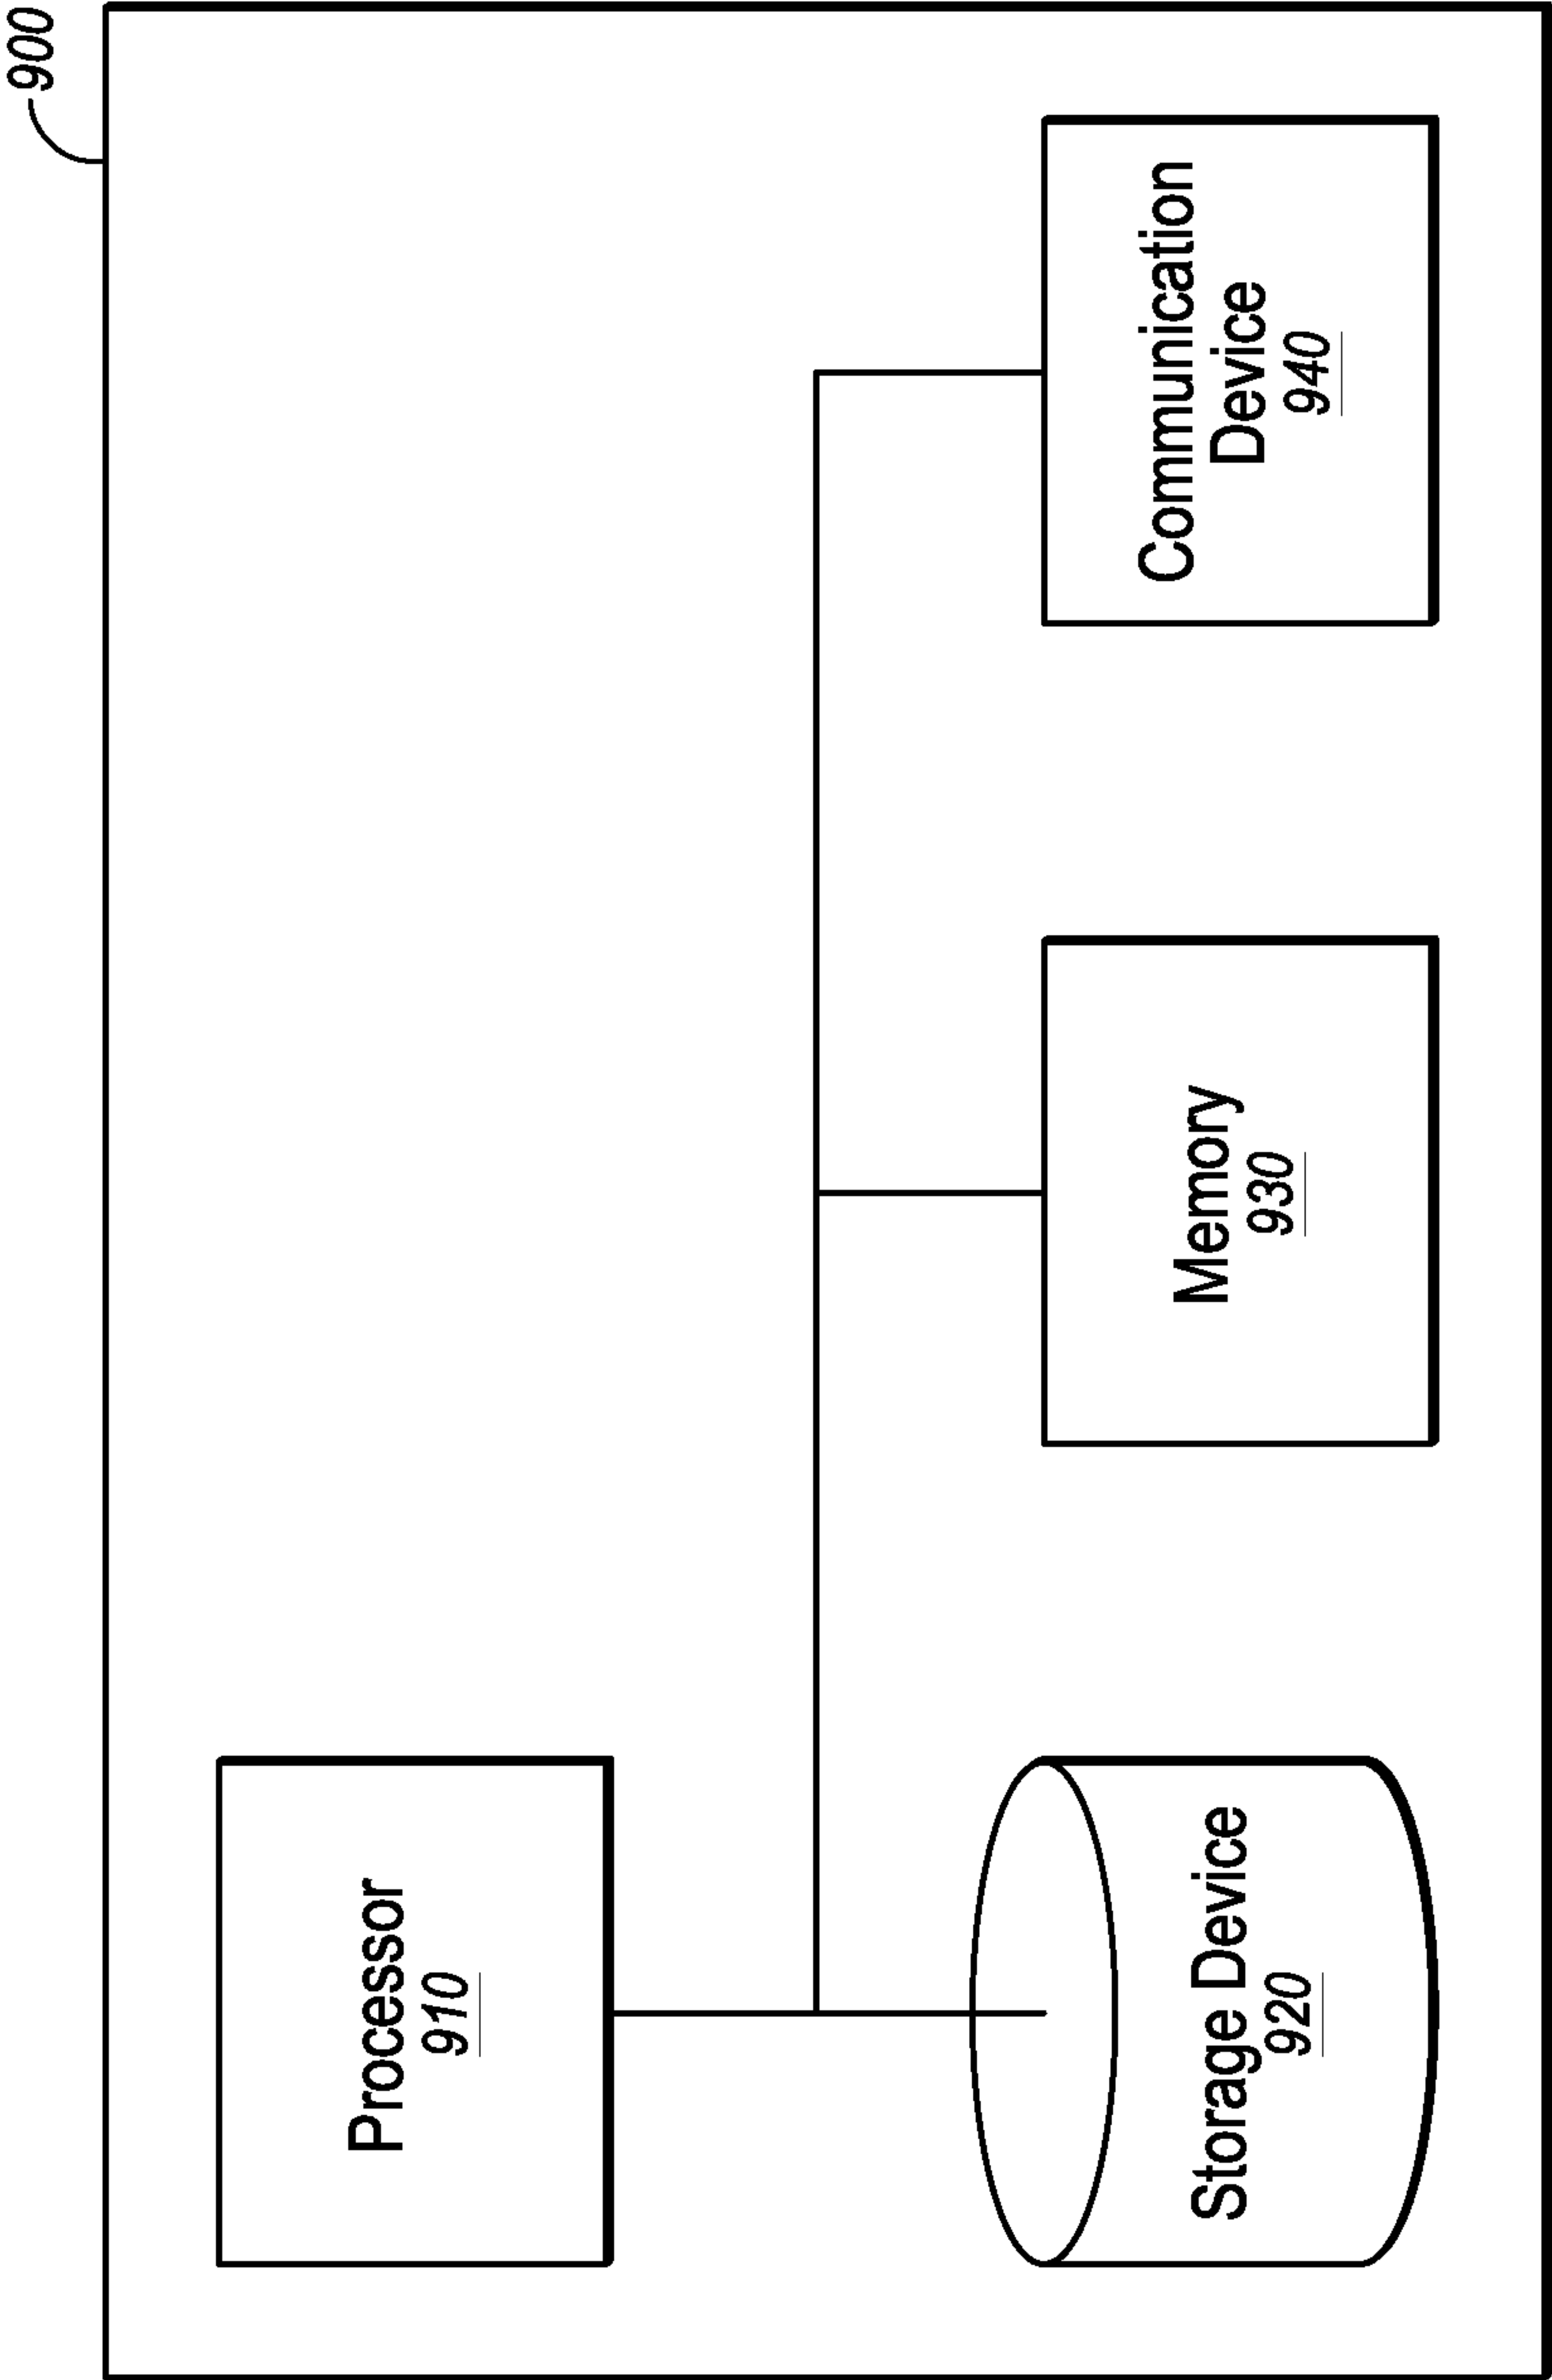 900
Processor
910
Storage Device
920
Memory
930
Communication
Device
940